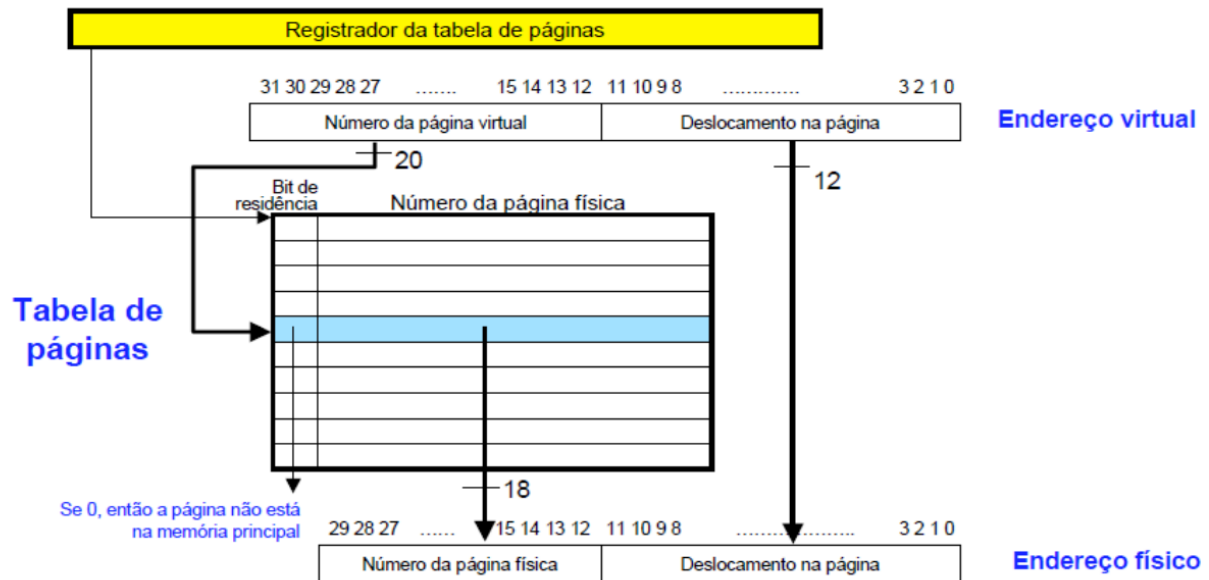 Registrador da tabela de páginas
31 30 29 28 27 ....... 15 14 13 12 11 10 9 8 ............. 3 2 1 0
Número da página virtual Deslocamento na página Endereço virtual
20
12
Bit de
residência Número da página física
Tabela de
páginas
18
Se 0, então a página não está
na memória principal
29 28 27 ...... 15 14 13 12 11 10 9 8 .................. 3 2 1 0
Número da página física Deslocamento na página Endereço físico